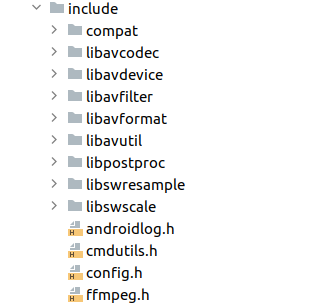 include
compat
libavcodec
libavdevice
libavfilter
libavformat
libavutil
libpostproc
libswresample
libswscale
androidlog.h
cmdutils.h
config.h
ffmpeg.h